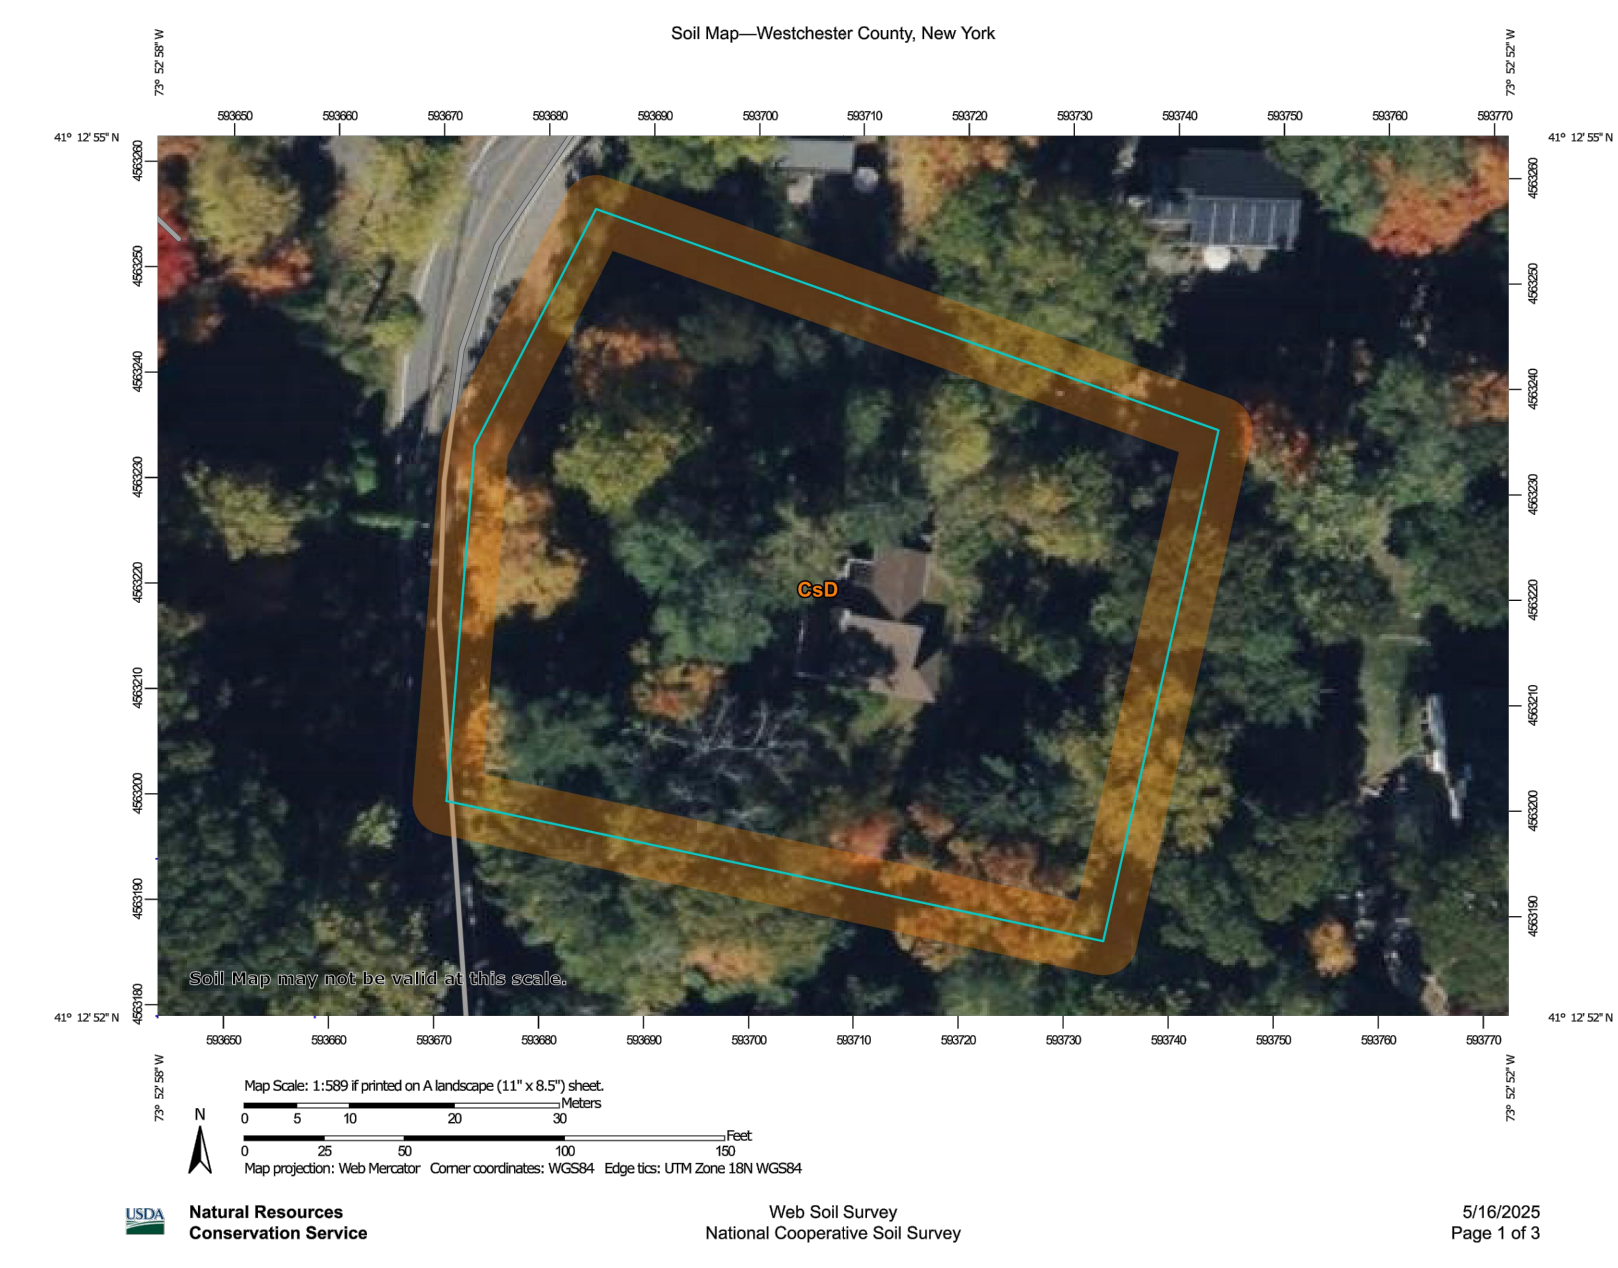 Soil Map—Westchester County, New York
73° 52' 58" W
73° 52' 52" W
593650 593660 593670 593680 593690 593700 593710 593720 593730 593740 593750 593760 593770
41° 12' 55" N
41° 12' 55" N
4563260
4563250
4563240
4563230
4563220
4563210
4563200
4563190
4563180
4563260
4563250
4563240
4563230
4563220
4563210
4563200
4563190
CsD
Soil Map may not be valid at this scale.
41° 12' 52" N
41° 12' 52" N
593650 593660 593670 593680 593690 593700 593710 593720 593730 593740 593750 593760 593770
73° 52' 58" W
73° 52' 52" W
Map Scale: 1:589 if printed on A landscape (11" x 8.5") sheet.
Meters
0 5 10 20 30
Feet
0 25 50 100 150
N
Map projection: Web Mercator Corner coordinates: WGS84 Edge tics: UTM Zone 18N WGS84
USDA
Natural Resources
Conservation Service
Web Soil Survey
National Cooperative Soil Survey
5/16/2025
Page 1 of 3